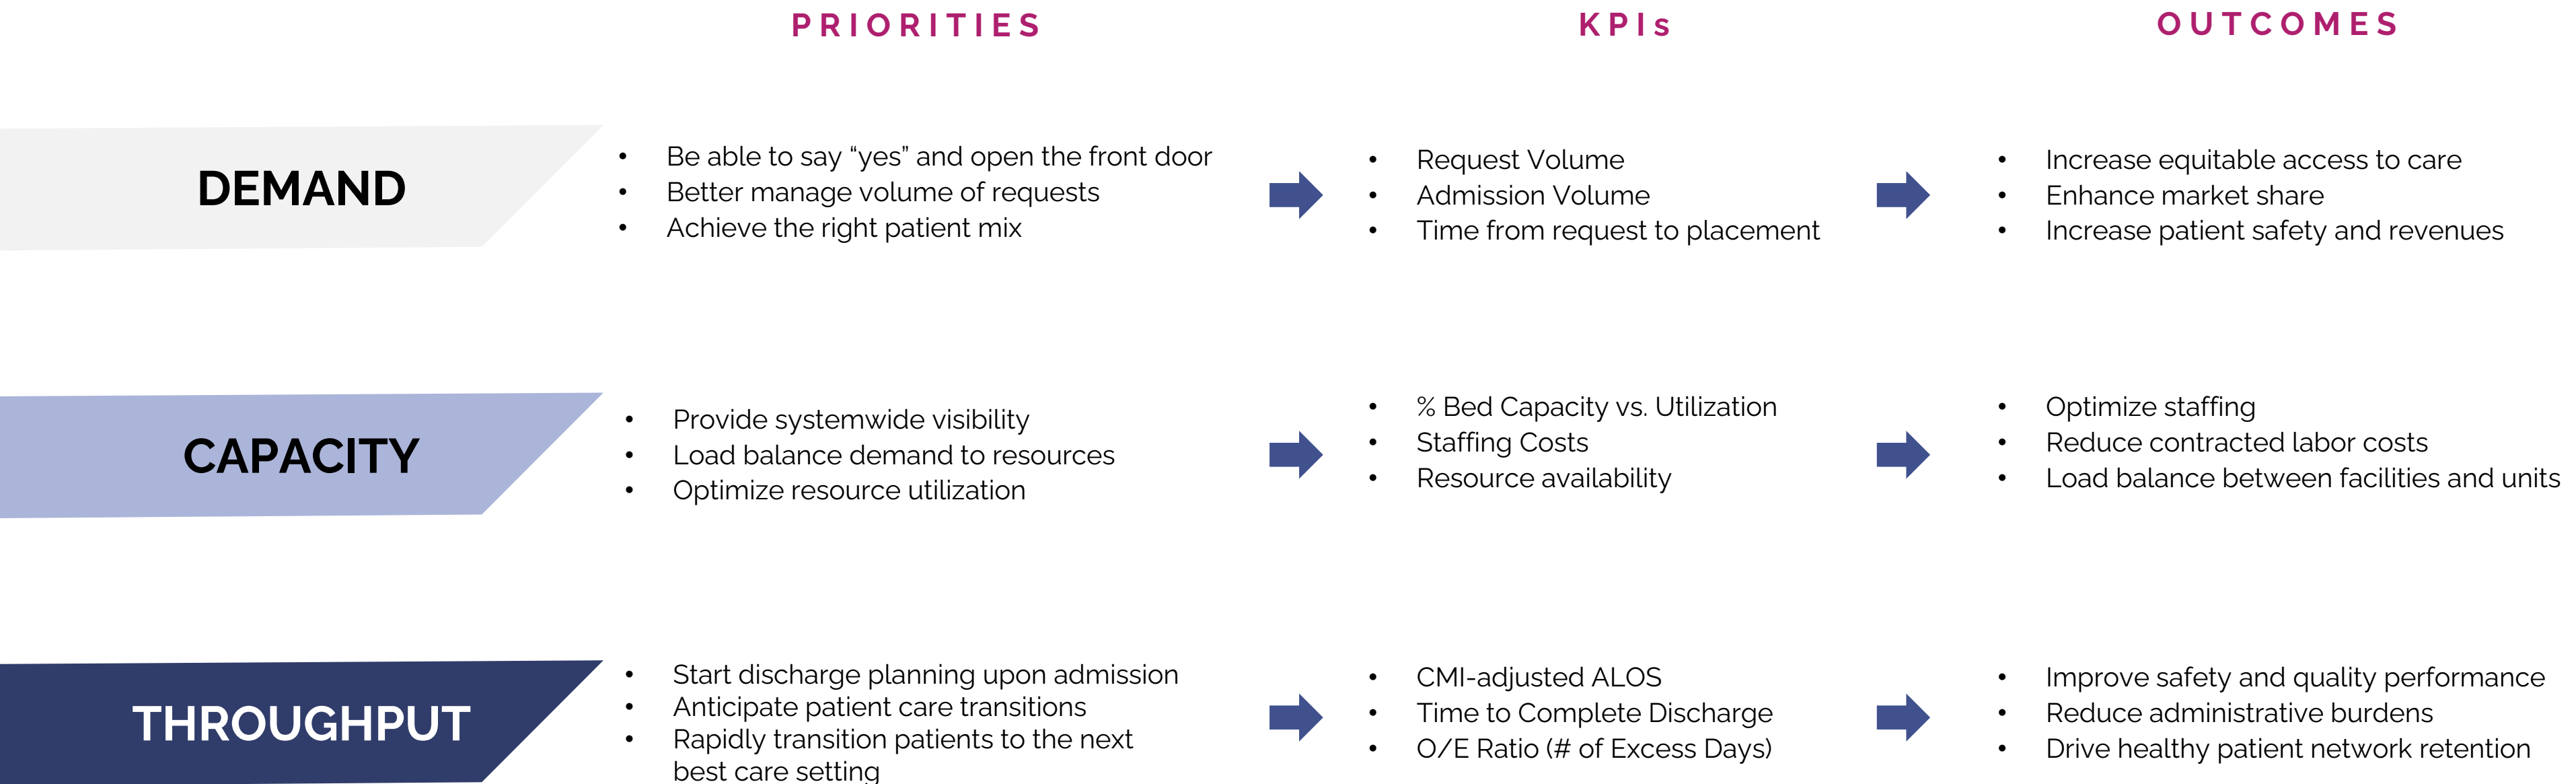 PRIORITIES
KPIs
OUTCOMES
DEMAND
• Be able to say “yes” and open the front door
• Better manage volume of requests
• Achieve the right patient mix
• Request Volume
• Admission Volume
• Time from request to placement
• Increase equitable access to care
• Enhance market share
• Increase patient safety and revenues
CAPACITY
• Provide systemwide visibility
• Load balance demand to resources
• Optimize resource utilization
• % Bed Capacity vs. Utilization
• Staffing Costs
• Resource availability
• Optimize staffing
• Reduce contracted labor costs
• Load balance between facilities and units
THROUGHPUT
• Start discharge planning upon admission
• Anticipate patient care transitions
• Rapidly transition patients to the next
best care setting
• CMI-adjusted ALOS
• Time to Complete Discharge
• O/E Ratio (# of Excess Days)
• Improve safety and quality performance
• Reduce administrative burdens
• Drive healthy patient network retention